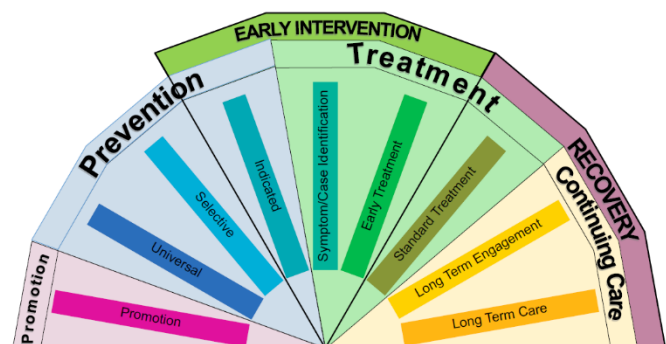 EARLY INTERVENTION
Prevention
Treatment
RECOVERY
Continuing Care
Promotion
Promotion
Universal
Selective
Indicated
Symptom/Case Identification
Early Treatment
Standard Treatment
Long Term Engagement
Long Term Care